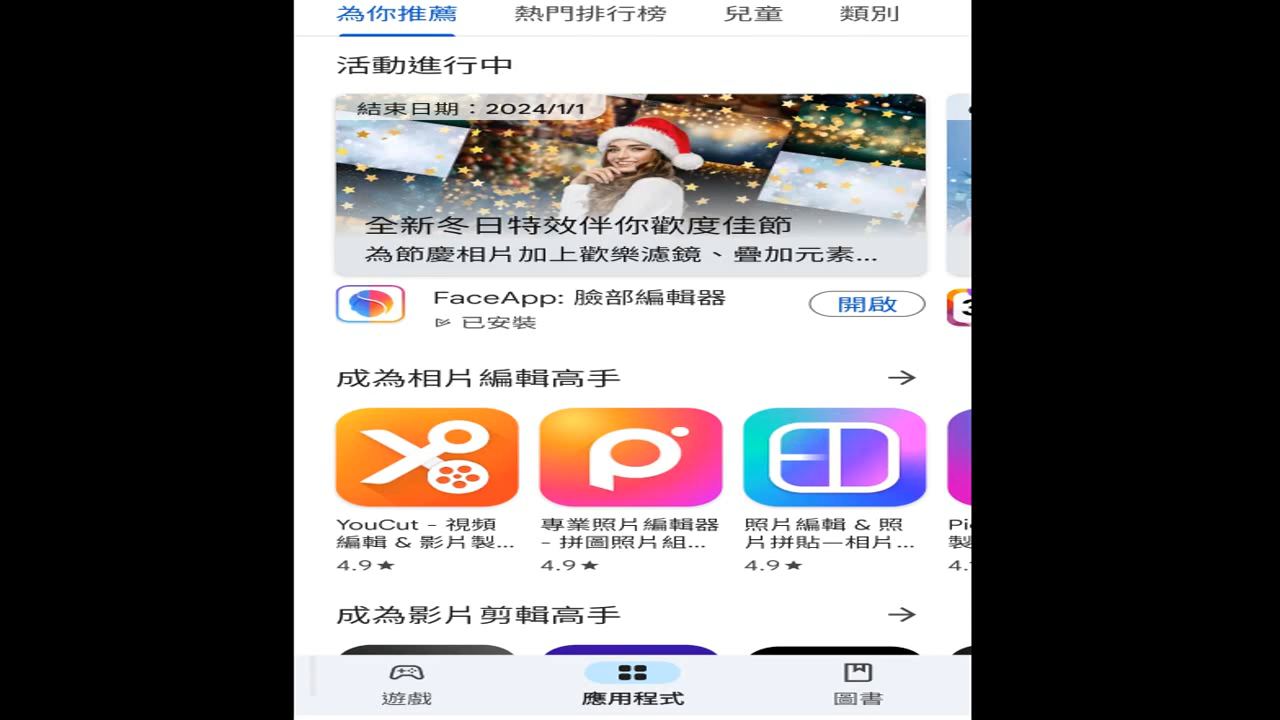 為你推薦 熱門排行榜 兒童 類別
活動進行中
結束日期：2024/1/1
全新冬日特效伴你歡度佳節
為節慶相片加上歡樂濾鏡、疊加元素...
FaceApp: 臉部編輯器
已安裝
開啟
成為相片編輯高手
YouCut - 視頻
編輯 & 影片製...
4.9★
專業照片編輯器
- 拼圖照片組...
4.9★
照片編輯 & 照
片拼貼—相片...
4.9★
製
4.
成為影片剪輯高手
遊戲 應用程式 圖書